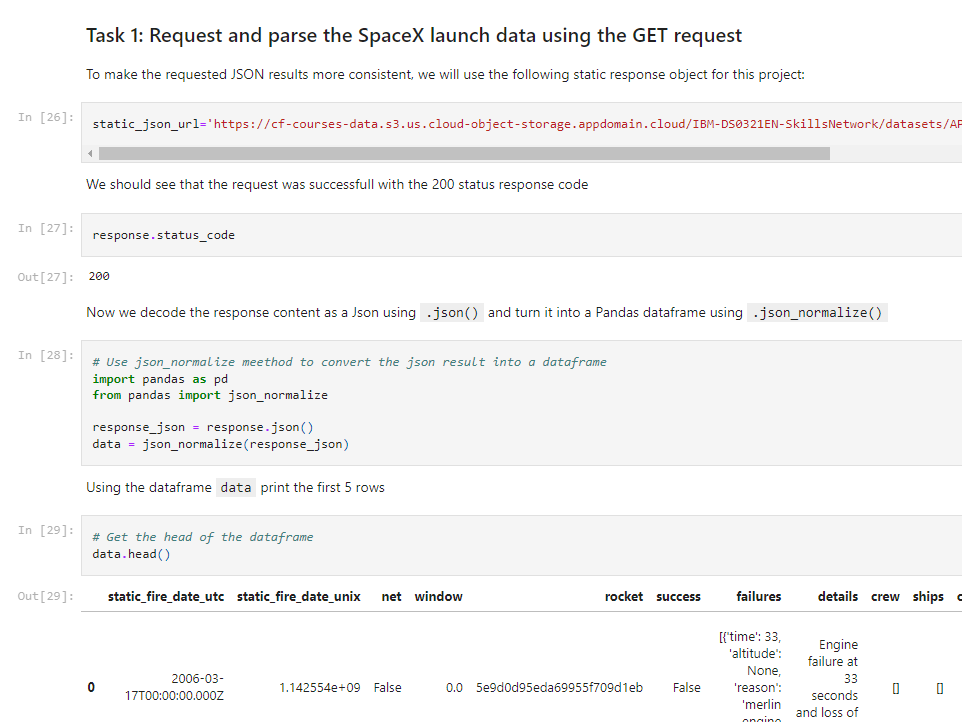 Task 1: Request and parse the SpaceX launch data using the GET request
To make the requested JSON results more consistent, we will use the following static response object for this project:
In [26]:
static_json_url='https://cf-courses-data.s3.us.cloud-object-storage.appdomain.cloud/IBM-DS0321EN-SkillsNetwork/datasets/AP
We should see that the request was successfull with the 200 status response code
In [27]:
response.status_code
Out[27]:
200
Now we decode the response content as a Json using .json() and turn it into a Pandas dataframe using .json_normalize()
In [28]:
# Use json_normalize meethod to convert the json result into a dataframe
import pandas as pd
from pandas import json_normalize
response_json = response.json()
data = json_normalize(response_json)
Using the dataframe data print the first 5 rows
In [29]:
# Get the head of the dataframe
data.head()
Out[29]:
static_fire_date_utc static_fire_date_unix net window rocket success failures details crew ships c
0
2006-03-
17T00:00:00.000Z
1.142554e+09 False 0.0 5e9d0d95eda69955f709d1eb False
[{'time': 33,
'altitude':
None,
'reason':
'merlin
engine
Engine
failure at
33
seconds
and loss of
[] []